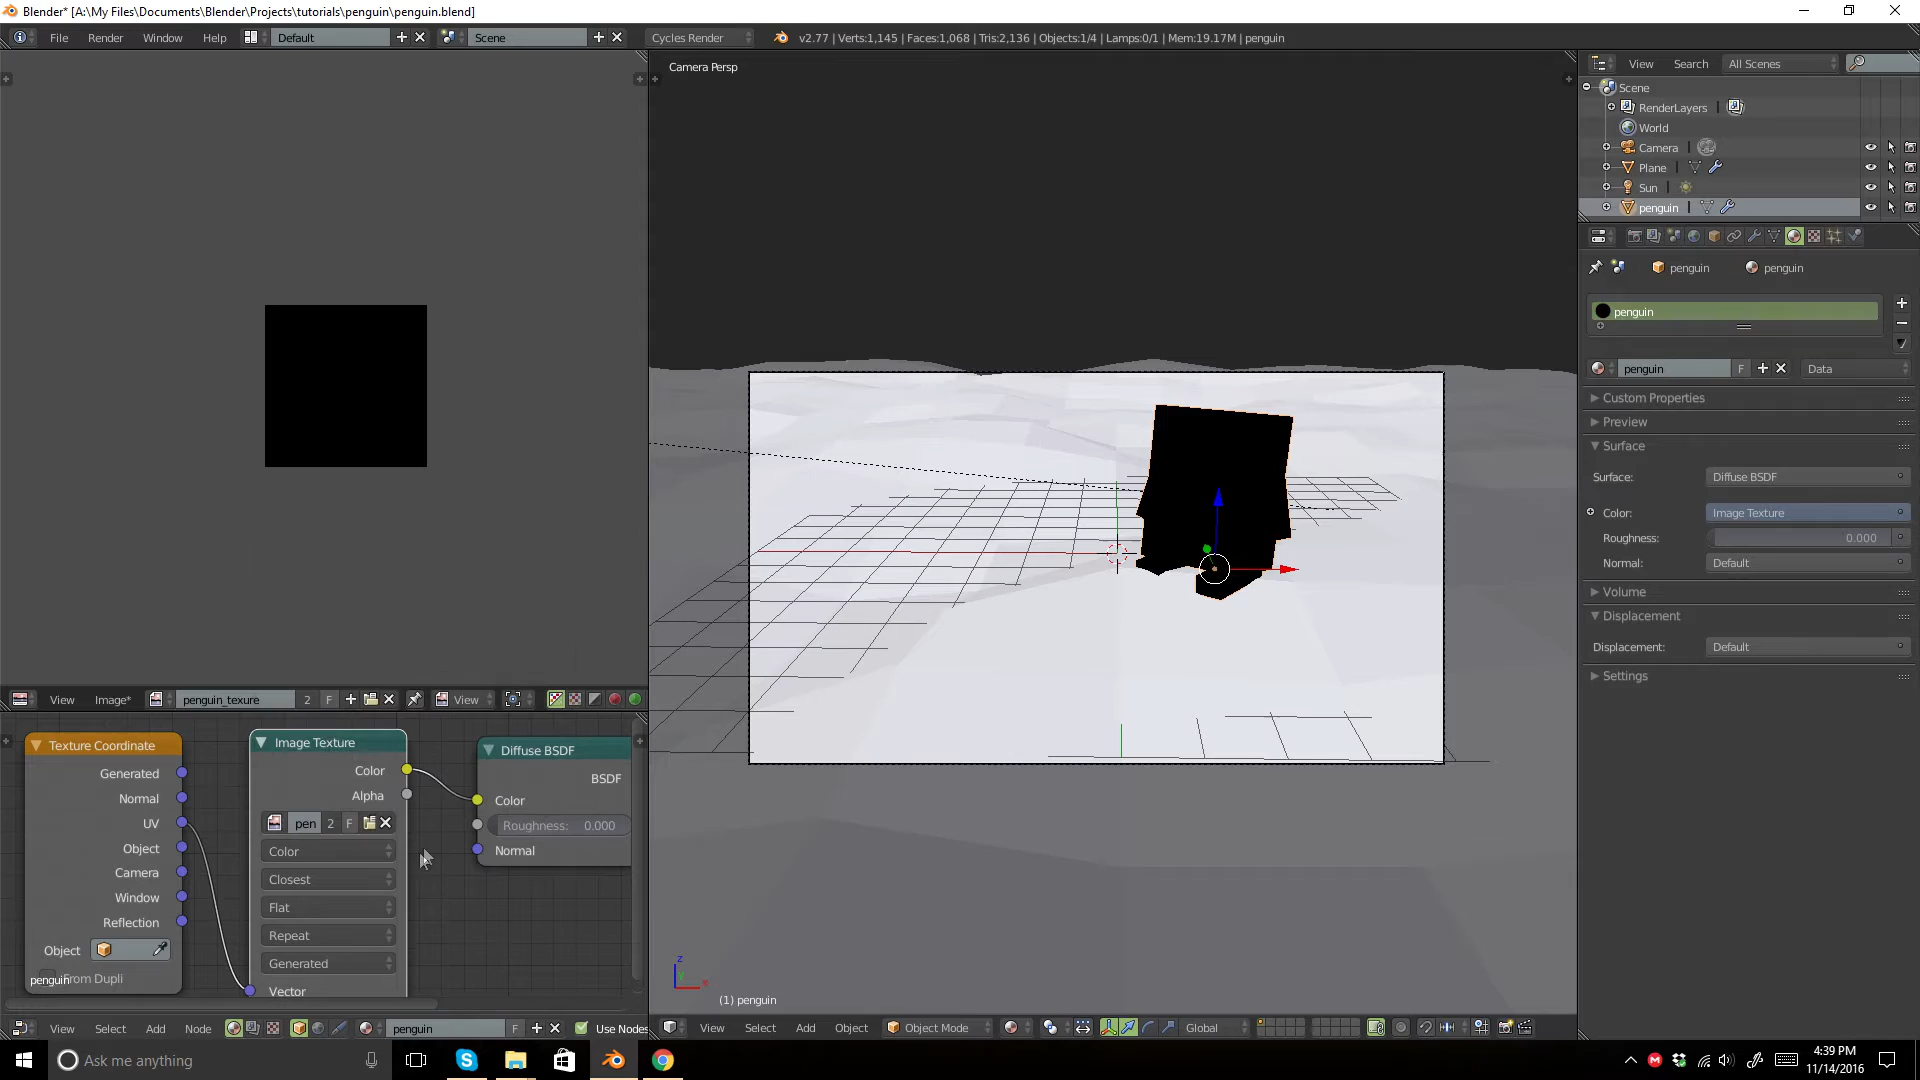 Blender* [A:\My Files\Documents\Blender\Projects\tutorials\penguin\penguin.blend]
File Render Window Help Default Scene Cycles Render v2.77 | Verts:1,145 | Faces:1,068 | Tris:2,136 | Objects:1/4 | Lamps:0/1 | Mem:19.17M | penguin
Camera Persp
View Search All Scenes
Scene
RenderLayers
World
Camera
Plane
Sun
penguin
penguin penguin
penguin
penguin F Data
Custom Properties
Preview
Surface
Surface: Diffuse BSDF
Color: Image Texture
Roughness: 0.000
Normal: Default
Volume
Displacement
Displacement: Default
Settings
View Image* penguin_texure 2 F View
Texture Coordinate
Generated
Normal
UV
Object
Camera
Window
Reflection
Object
From Dupli
penguin
Image Texture
Color
Alpha
pen 2 F
Color
Closest
Flat
Repeat
Generated
Vector
Diffuse BSDF
BSDF
Color
Roughness: 0.000
Normal
z
x
(1) penguin
View Select Add Node penguin F Use Nodes
View Select Add Object Object Mode Global
Ask me anything
4:39 PM
11/14/2016